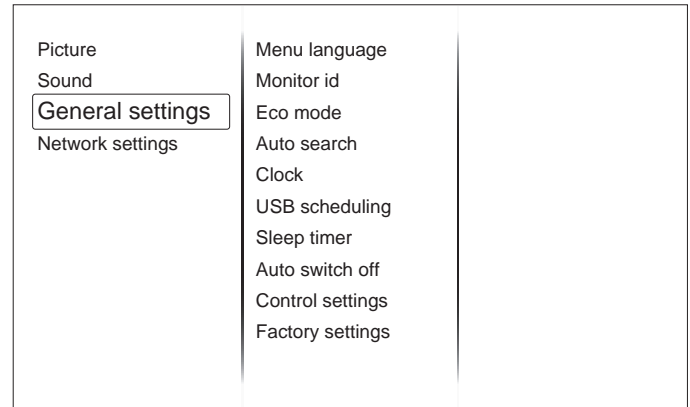 Picture
Sound
General settings
Network settings
Menu language
Monitor id
Eco mode
Auto search
Clock
USB scheduling
Sleep timer
Auto switch off
Control settings
Factory settings